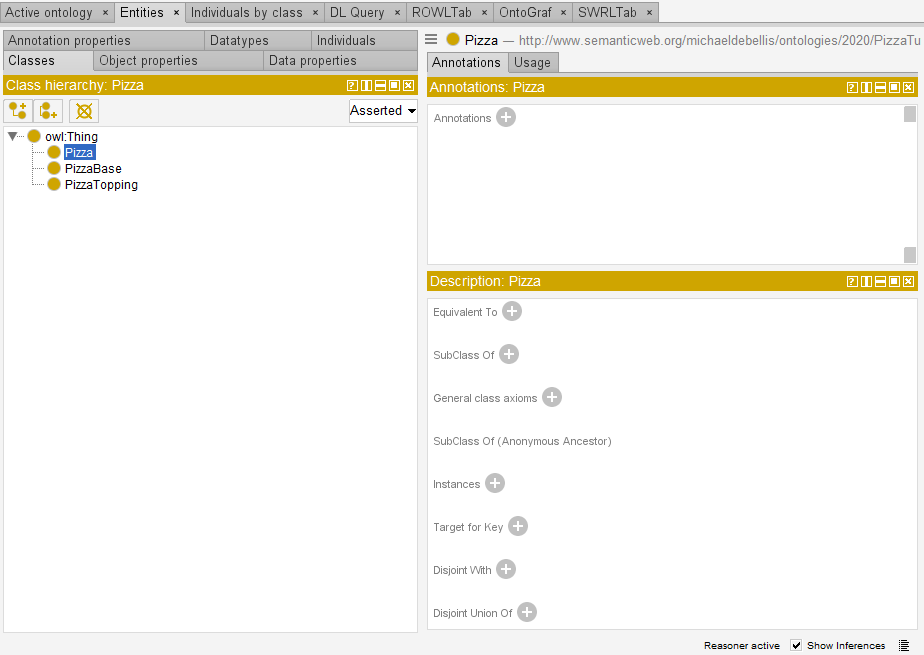 Active ontology × Entities × Individuals by class × DL Query × ROWLTab × OntoGraf × SWRLTab ×
Annotation properties Datatypes Individuals
Classes Object properties Data properties
Class hierarchy: Pizza
Asserted
owl:Thing
Pizza
PizzaBase
PizzaTopping
Pizza — http://www.semanticweb.org/michaeldebellis/ontologies/2020/PizzaTu
Annotations Usage
Annotations: Pizza
Annotations
Description: Pizza
Equivalent To
SubClass Of
General class axioms
SubClass Of (Anonymous Ancestor)
Instances
Target for Key
Disjoint With
Disjoint Union Of
Reasoner active Show Inferences